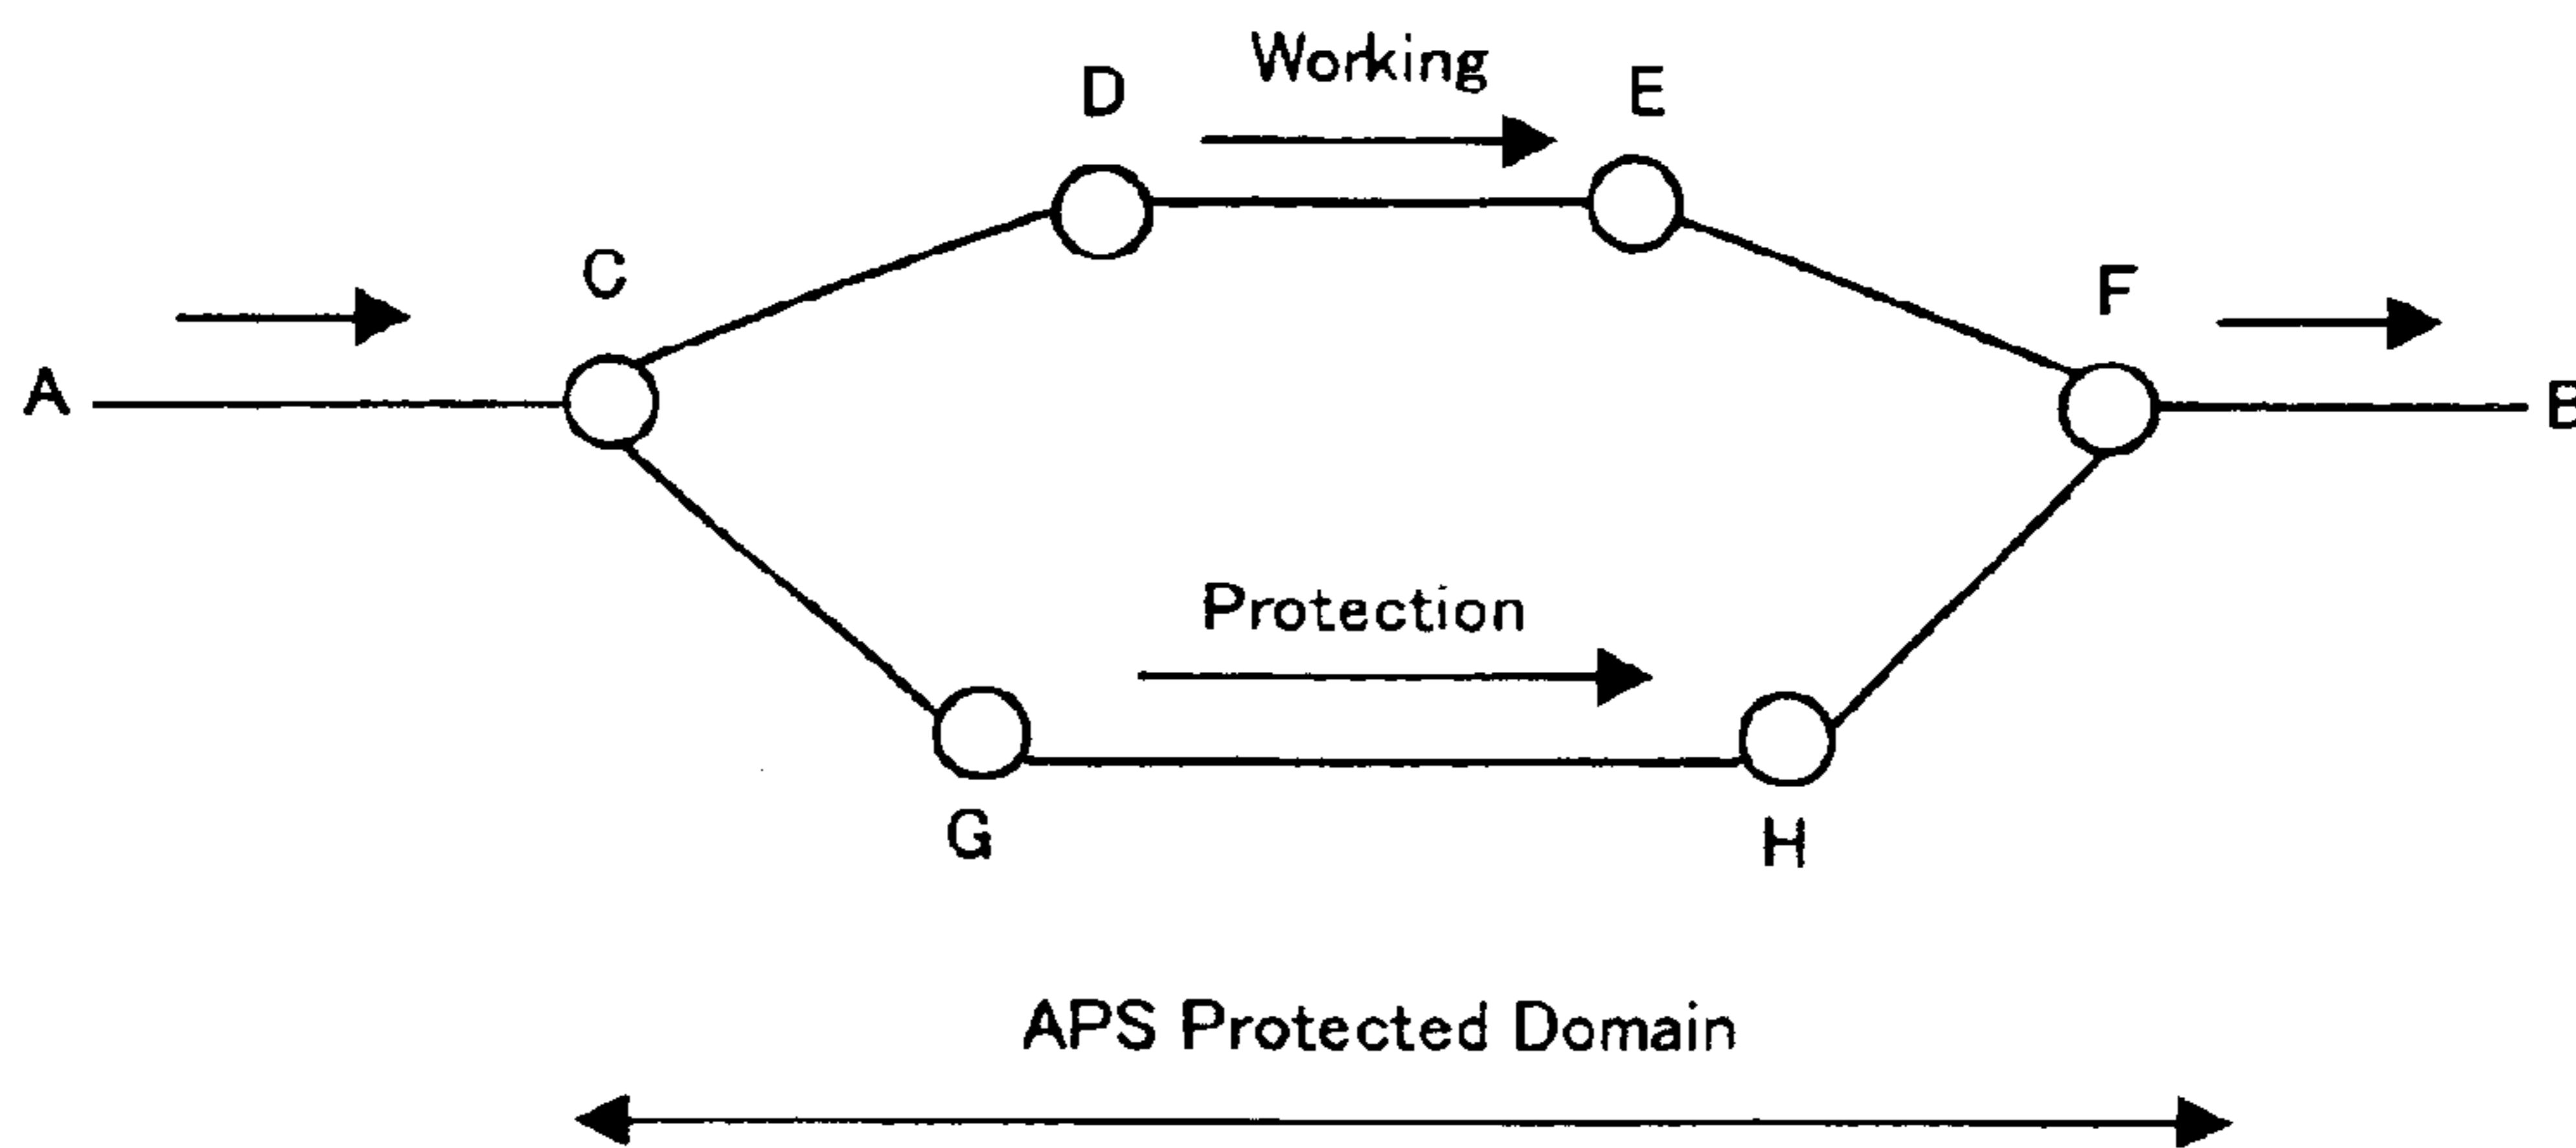 Working
D
E
C
F
A
B
Protection
G
H
APS Protected Domain